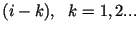 (i − k),  k = 1, 2...